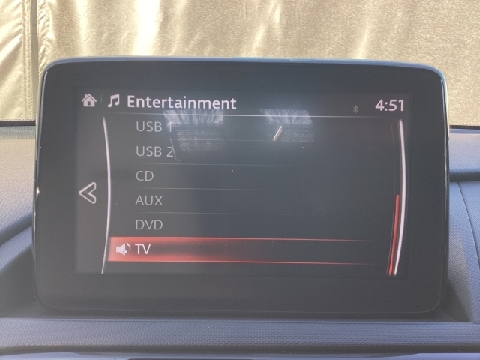 Entertainment 4:51
USB 1
USB 2
CD
AUX
DVD
TV